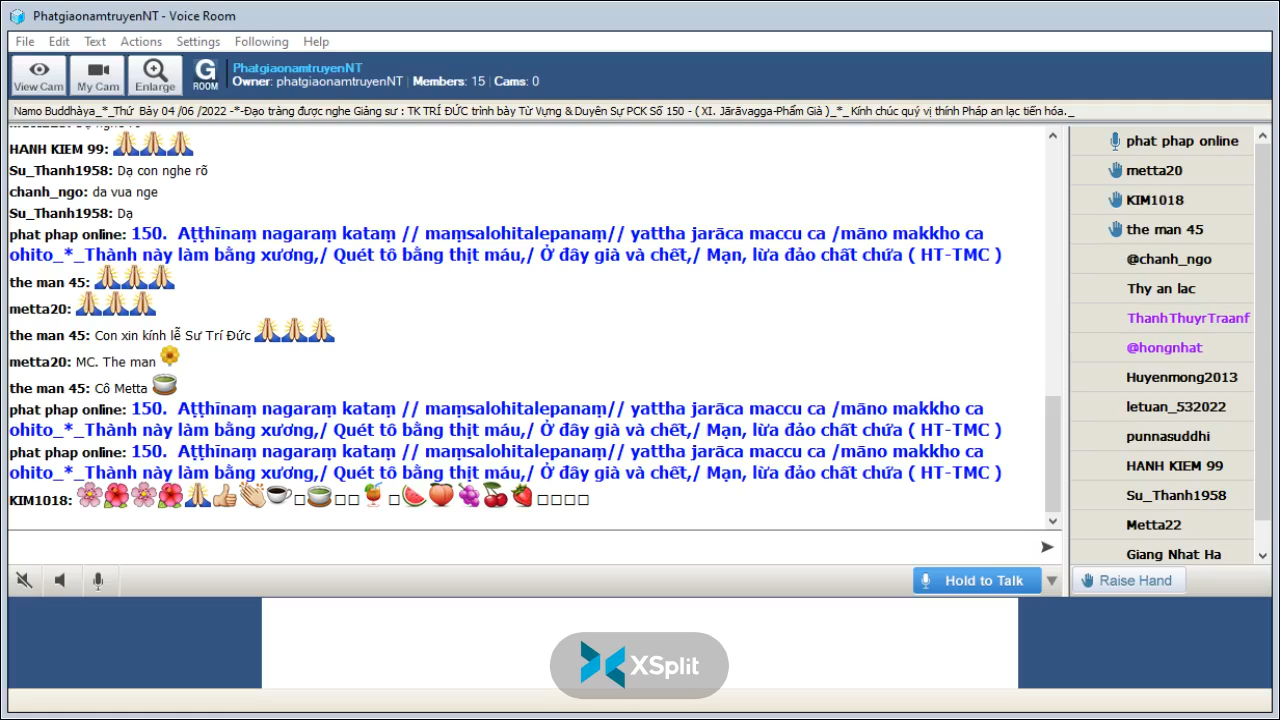 PhatgiaonamtruyenNT - Voice Room
File Edit Text Actions Settings Following Help
View Cam
My Cam
Enlarge
G
ROOM
PhatgiaonamtruyenNT
Owner: phatgiaonamtruyenNT | Members: 15 | Cams: 0
Namo Buddhàya_*_Thứ Bảy 04 /06 /2022 -*-Đạo tràng được nghe Giảng sư : TK TRÍ ĐỨC trình bày Từ Vựng & Duyên Sự PCK Số 150 - ( XI. Jārāvagga-Phẩm Già )_*_ Kính chúc quý vị thính Pháp an lạc tiến hóa._
HANH KIEM 99:
Su_Thanh1958: Dạ con nghe rõ
chanh_ngo: da vua nge
Su_Thanh1958: Dạ
phat phap online: 150. Aṭṭhīnaṃ nagaraṃ kataṃ // maṃsalohitalepanaṃ// yattha jarāca maccu ca /māno makkho ca
ohito_*_Thành này làm bằng xương,/ Quét tô bằng thịt máu,/ Ở đây già và chết,/ Mạn, lừa đảo chất chứa ( HT-TMC )
the man 45:
metta20:
the man 45: Con xin kính lễ Sư Trí Đức
metta20: MC. The man
the man 45: Cô Metta
phat phap online: 150. Aṭṭhīnaṃ nagaraṃ kataṃ // maṃsalohitalepanaṃ// yattha jarāca maccu ca /māno makkho ca
ohito_*_Thành này làm bằng xương,/ Quét tô bằng thịt máu,/ Ở đây già và chết,/ Mạn, lừa đảo chất chứa ( HT-TMC )
phat phap online: 150. Aṭṭhīnaṃ nagaraṃ kataṃ // maṃsalohitalepanaṃ// yattha jarāca maccu ca /māno makkho ca
ohito_*_Thành này làm bằng xương,/ Quét tô bằng thịt máu,/ Ở đây già và chết,/ Mạn, lừa đảo chất chứa ( HT-TMC )
KIM1018:
Hold to Talk
phat phap online
metta20
KIM1018
the man 45
@chanh_ngo
Thy an lac
ThanhThuyrTraanf
@hongnhat
Huyenmong2013
letuan_532022
punnasuddhi
HANH KIEM 99
Su_Thanh1958
Metta22
Giang Nhat Ha
Raise Hand
XSplit